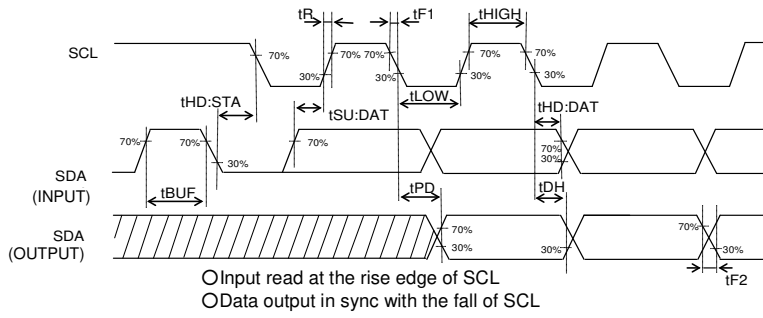 tR tF1 tHIGH
SCL
70% 70% 70% 70%
30% 30% 30% 30%
tHD:STA tSU:DAT tLOW tHD:DAT
70% 70% 30% 70% 70% 30%
SDA
(INPUT)
tBUF tPD tDH
SDA
(OUTPUT)
70% 30% 30% 70% 30%
tF2
○Input read at the rise edge of SCL
○Data output in sync with the fall of SCL